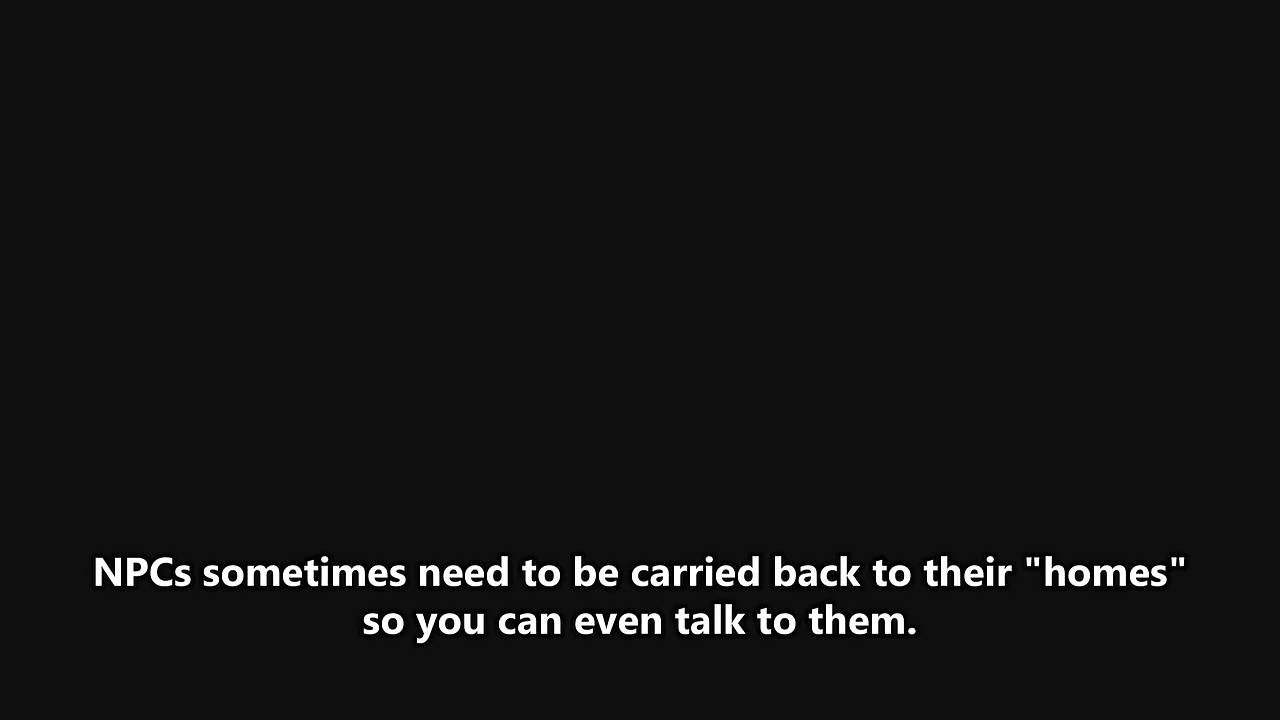 NPCs sometimes need to be carried back to their "homes"
so you can even talk to them.